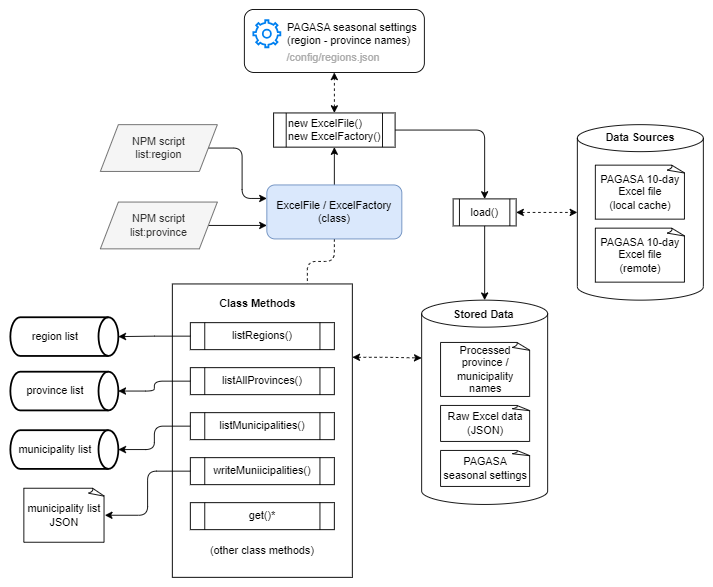 PAGASA seasonal settings
(region - province names)
/config/regions.json
new ExcelFile()
new ExcelFactory()
NPM script
list:region
Data Sources
PAGASA 10-day
Excel file
(local cache)
PAGASA 10-day
Excel file
(remote)
ExcelFile / ExcelFactory
(class)
load()
NPM script
list:province
Class Methods
listRegions()
listAllProvinces()
listMunicipalities()
writeMuniicipalities()
get()*
(other class methods)
region list
province list
municipality list
municipality list
JSON
Stored Data
Processed
province /
municipality
names
Raw Excel data
(JSON)
PAGASA
seasonal settings